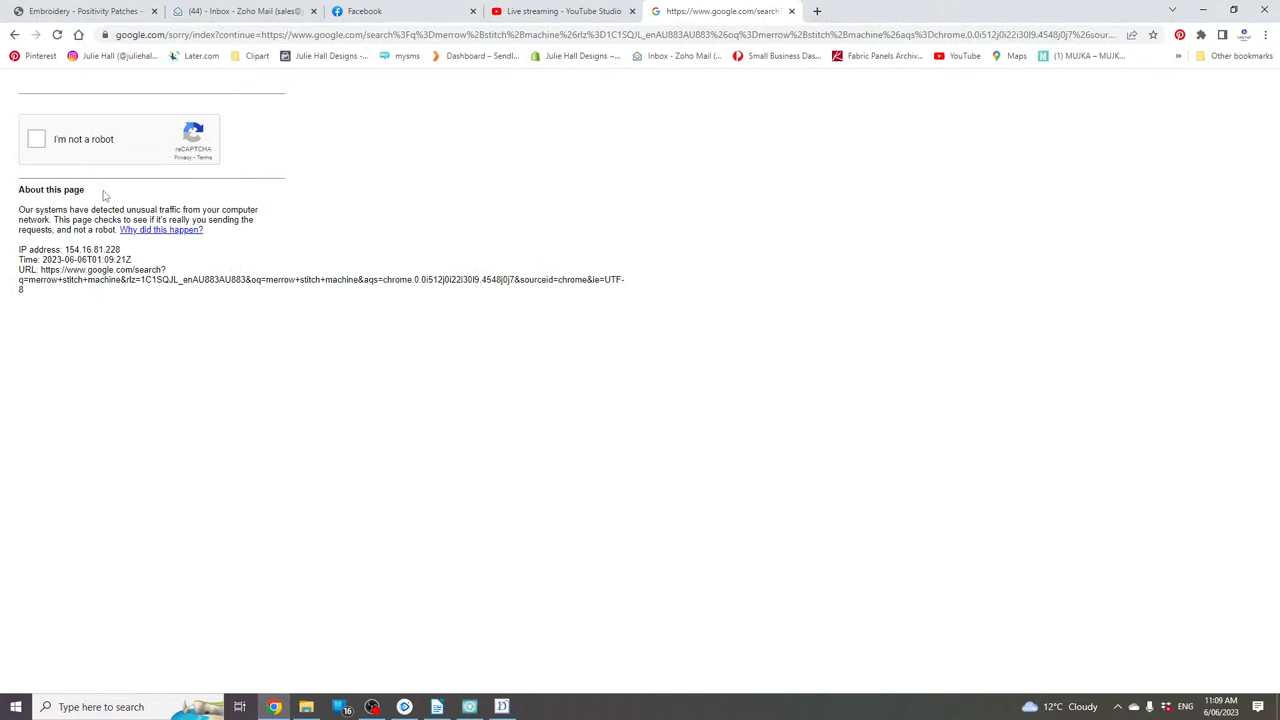 Embroidery - Positivity Patches –
(44) - Inbox - Zoho Mail (sales@
Facebook
Live streaming - YouTube Studio
https://www.google.com/search
google.com/sorry/index?continue=https://www.google.com/search%3Fq%3Dmerrow%2Bstitch%2Bmachine%26rlz%3D1C1SQJL_enAU883AU883%26oq%3Dmerrow%2Bstitch%2Bmachine%26aqs%3Dchrome.0.0i512j0i22i30l9.4548j0j7%26sour...
Pinterest
Julie Hall (@juliehal...
Later.com
Clipart
Julie Hall Designs -...
mysms
Dashboard – Sendl...
Julie Hall Designs ~...
Inbox - Zoho Mail (...
Small Business Das...
Fabric Panels Archiv...
YouTube
Maps
(1) MUJKA – MUJK...
»
Other bookmarks
I'm not a robot
reCAPTCHA
Privacy - Terms
About this page
Our systems have detected unusual traffic from your computer
network. This page checks to see if it's really you sending the
requests, and not a robot. Why did this happen?
IP address: 154.16.81.228
Time: 2023-06-06T01:09:21Z
URL: https://www.google.com/search?
q=merrow+stitch+machine&rlz=1C1SQJL_enAU883AU883&oq=merrow+stitch+machine&aqs=chrome.0.0i512j0i22i30l9.4548j0j7&sourceid=chrome&ie=UTF-
8
Type here to search
16
12°C Cloudy
ENG
11:09 AM
6/06/2023